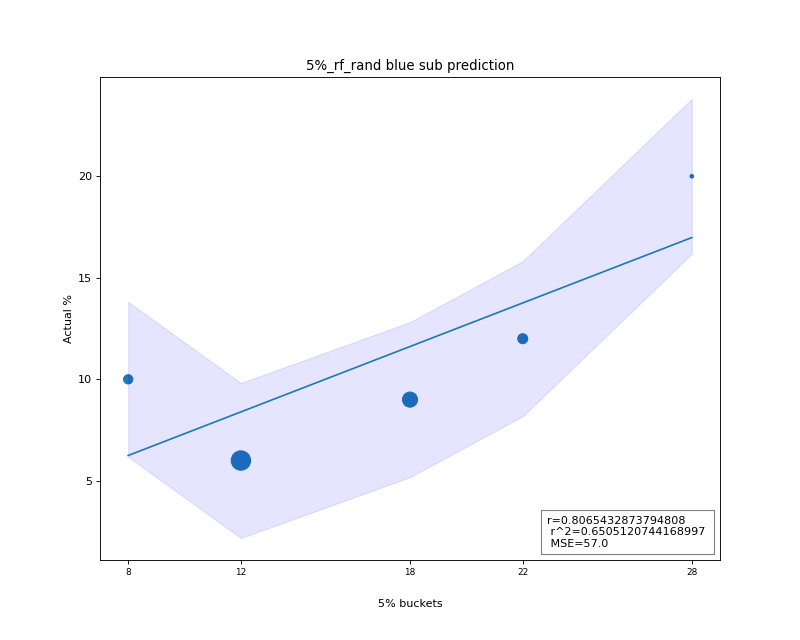 5%_rf_rand blue sub prediction
Actual %
20
15
10
5
r=0.8065432873794808
r^2=0.6505120744168997
MSE=57.0
8 12 18 22 28
5% buckets